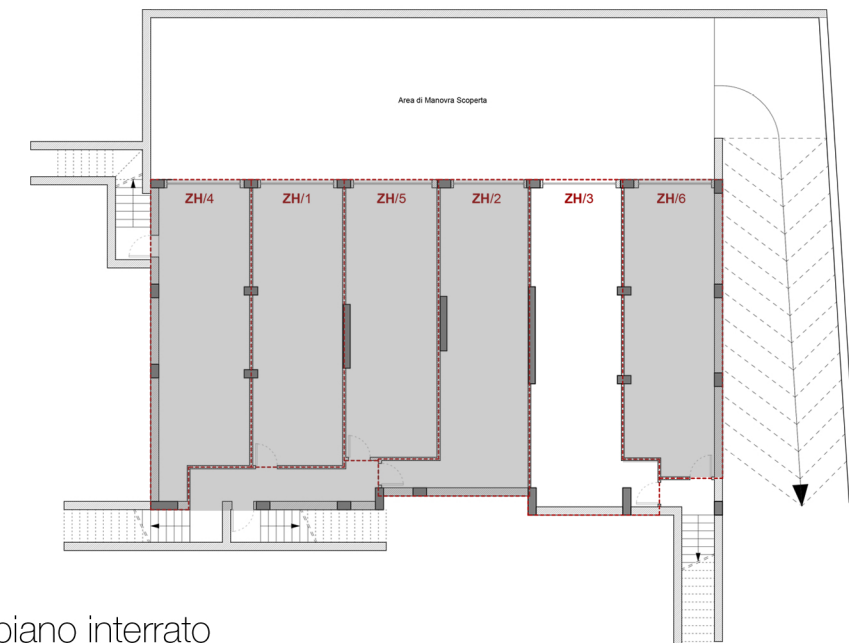 Area di Manovra Scoperta
ZH/4 ZH/1 ZH/5 ZH/2 ZH/3 ZH/6
piano interrato